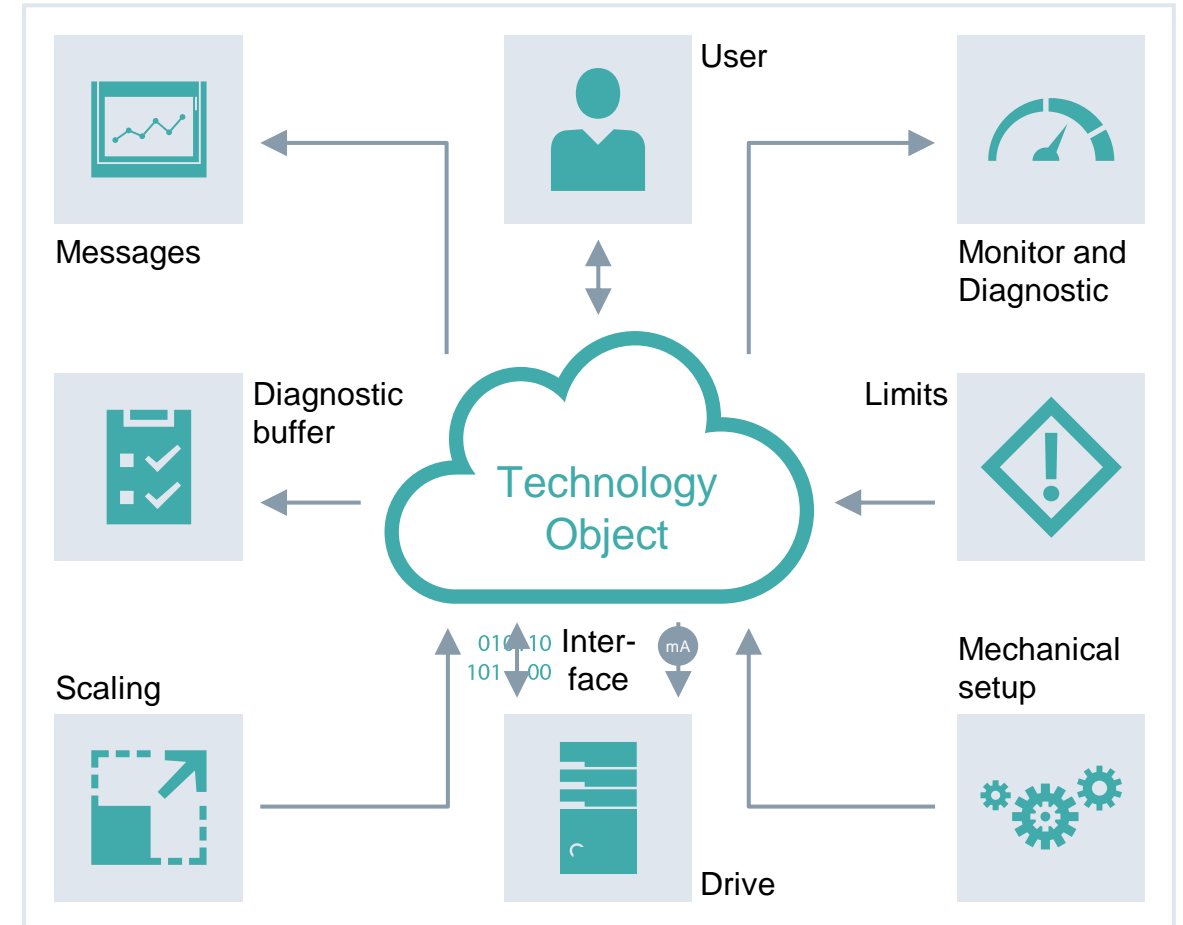 User
Messages
Monitor and
Diagnostic
Diagnostic
buffer
Limits
Technology
Object
Inter-
face
mA
Scaling
Mechanical
setup
Drive